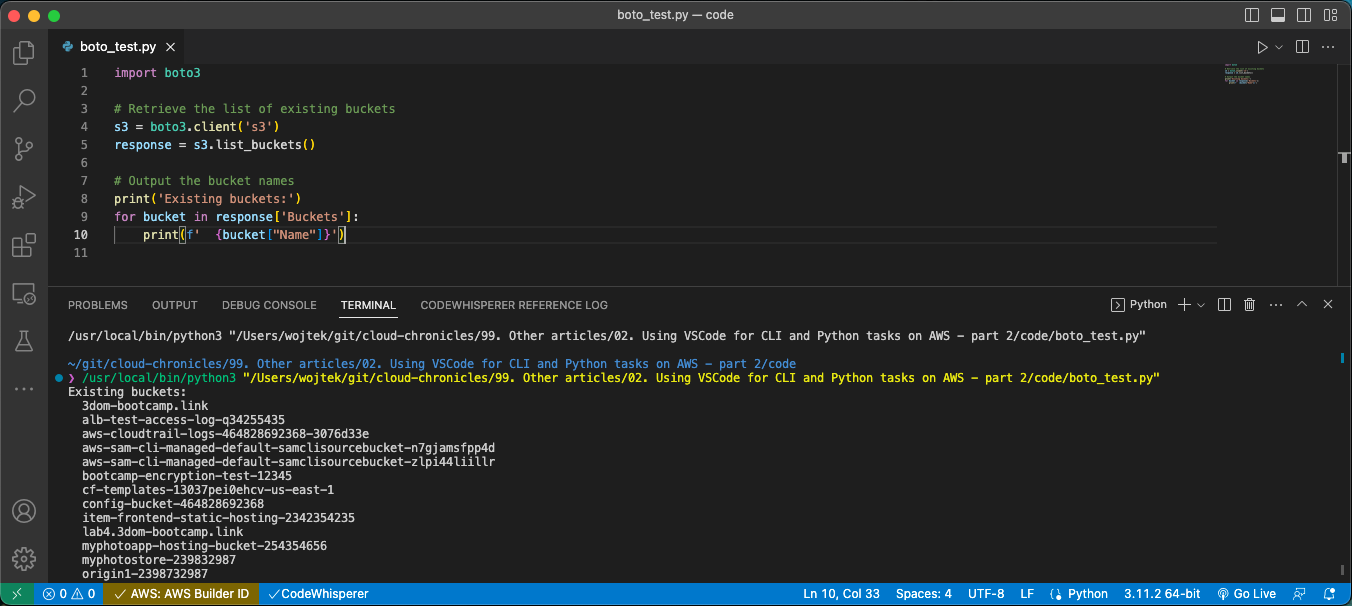 boto_test.py — code
boto_test.py
1 import boto3
2
3 # Retrieve the list of existing buckets
4 s3 = boto3.client('s3')
5 response = s3.list_buckets()
6
7 # Output the bucket names
8 print('Existing buckets:')
9 for bucket in response['Buckets']:
10     print(f'  {bucket["Name"]}')
11
PROBLEMS OUTPUT DEBUG CONSOLE TERMINAL CODEWHISPERER REFERENCE LOG Python
/usr/local/bin/python3 "/Users/wojtek/git/cloud-chronicles/99. Other articles/02. Using VSCode for CLI and Python tasks on AWS - part 2/code/boto_test.py"
~/git/cloud-chronicles/99. Other articles/02. Using VSCode for CLI and Python tasks on AWS - part 2/code
❯ /usr/local/bin/python3 "/Users/wojtek/git/cloud-chronicles/99. Other articles/02. Using VSCode for CLI and Python tasks on AWS - part 2/code/boto_test.py"
Existing buckets:
  3dom-bootcamp.link
  alb-test-access-log-q34255435
  aws-cloudtrail-logs-464828692368-3076d33e
  aws-sam-cli-managed-default-samclisourcebucket-n7gjamsfpp4d
  aws-sam-cli-managed-default-samclisourcebucket-zlpi44liillr
  bootcamp-encryption-test-12345
  cf-templates-13037pei0ehcv-us-east-1
  config-bucket-464828692368
  item-frontend-static-hosting-2342354235
  lab4.3dom-bootcamp.link
  myphotoapp-hosting-bucket-254354656
  myphotostore-239832987
  origin1-2398732987
0 0 AWS: AWS Builder ID CodeWhisperer Ln 10, Col 33 Spaces: 4 UTF-8 LF Python 3.11.2 64-bit Go Live